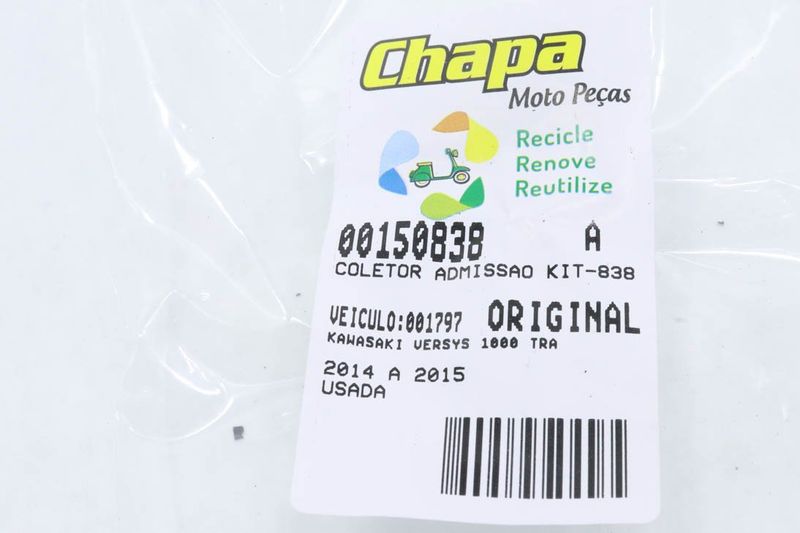 Chapa
Moto Peças
Recicle
Renove
Reutilize
00150838 A
COLETOR ADMISSAO KIT-838
VEICULO:001797 ORIGINAL
KAWASAKI VERSYS 1000 TRA
2014 A 2015
USADA